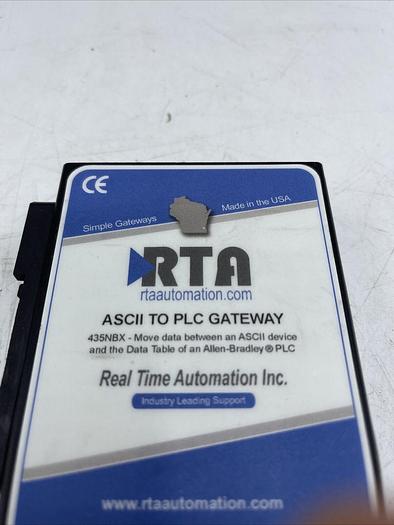 CE
Simple Gateways
Made in the USA
RTA
rtaautomation.com
ASCII TO PLC GATEWAY
435NBX - Move data between an ASCII device
and the Data Table of an Allen-Bradley® PLC
Real Time Automation Inc.
Industry Leading Support
www.rtaautomation.com